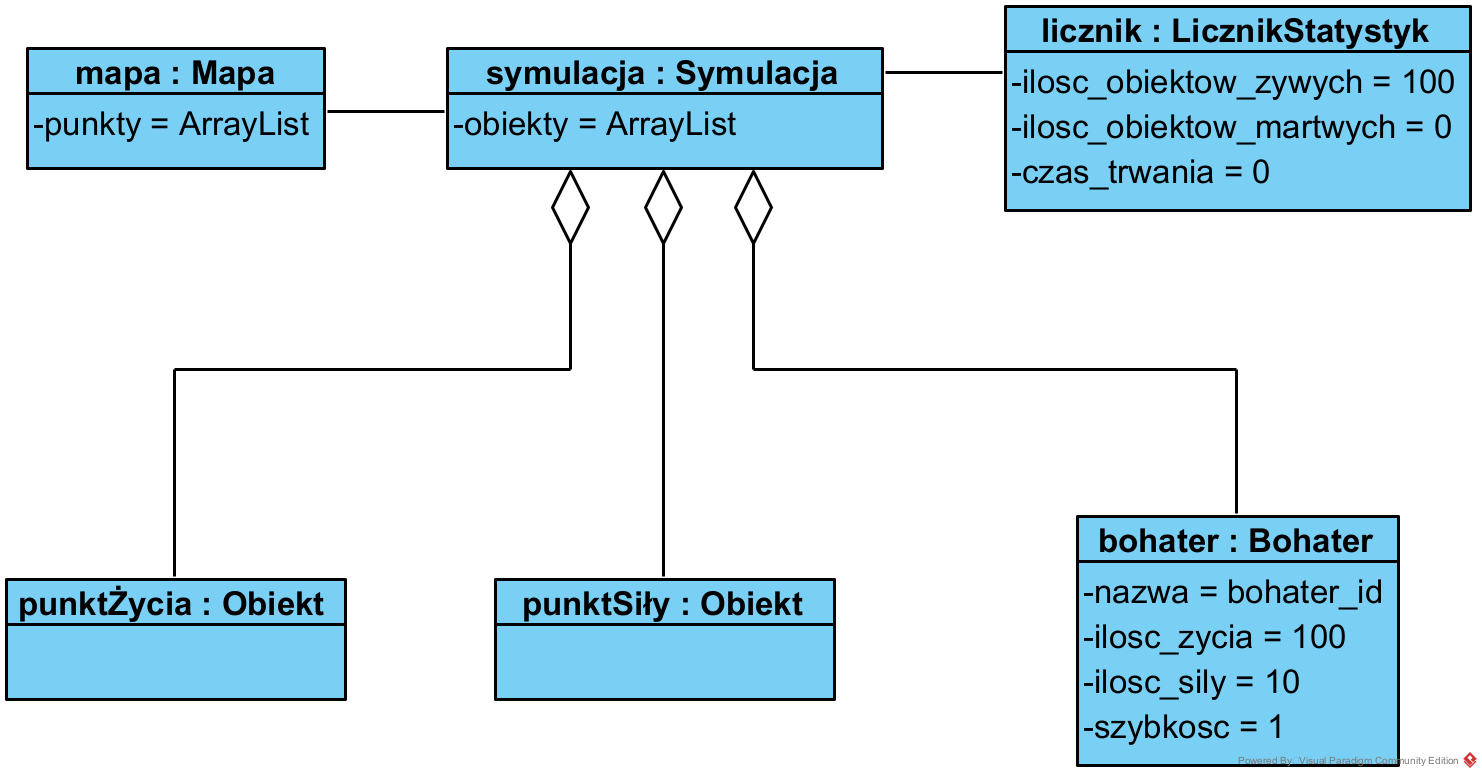 mapa : Mapa
-punkty = ArrayList
symulacja : Symulacja
-obiekty = ArrayList
licznik : LicznikStatystyk
-ilosc_obiektow_zywych = 100
-ilosc_obiektow_martwych = 0
-czas_trwania = 0
punktŻycia : Obiekt
punktSiły : Obiekt
bohater : Bohater
-nazwa = bohater_id
-ilosc_zycia = 100
-ilosc_sily = 10
-szybkosc = 1
Powered By Visual Paradigm Community Edition